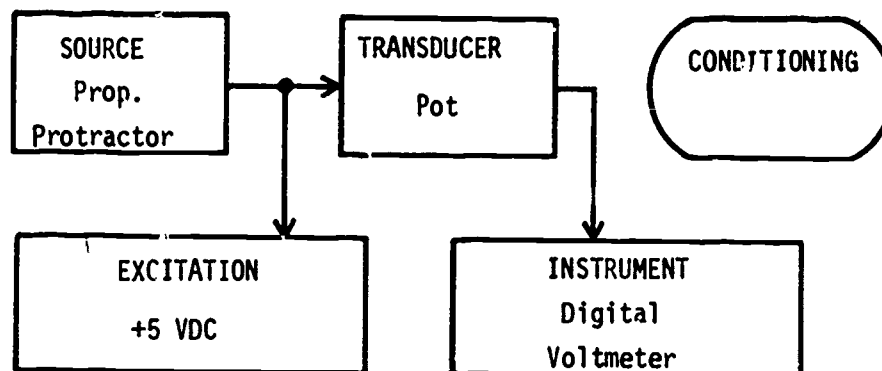 SOURCE
Prop.
Protractor
TRANSDUCER
Pot
CONDITIONING
EXCITATION
+5 VDC
INSTRUMENT
Digital
Voltmeter